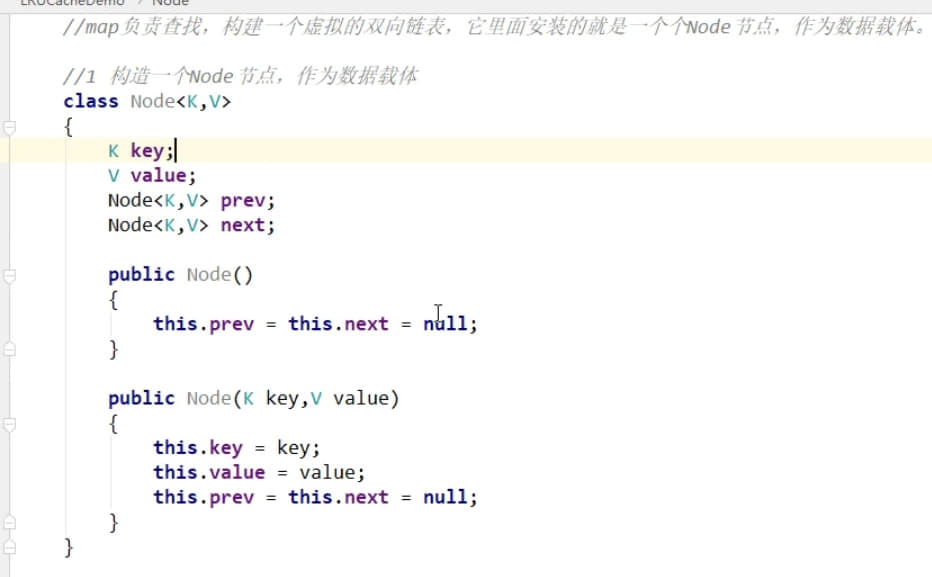 LRUCacheDemo > Node
//map负责查找，构建一个虚拟的双向链表，它里面安装的就是一个个Node节点，作为数据载体。
//1 构造一个Node节点，作为数据载体
class Node<K,V>
{
K key;
V value;
Node<K,V> prev;
Node<K,V> next;
public Node()
{
this.prev = this.next = null;
}
public Node(K key,V value)
{
this.key = key;
this.value = value;
this.prev = this.next = null;
}
}